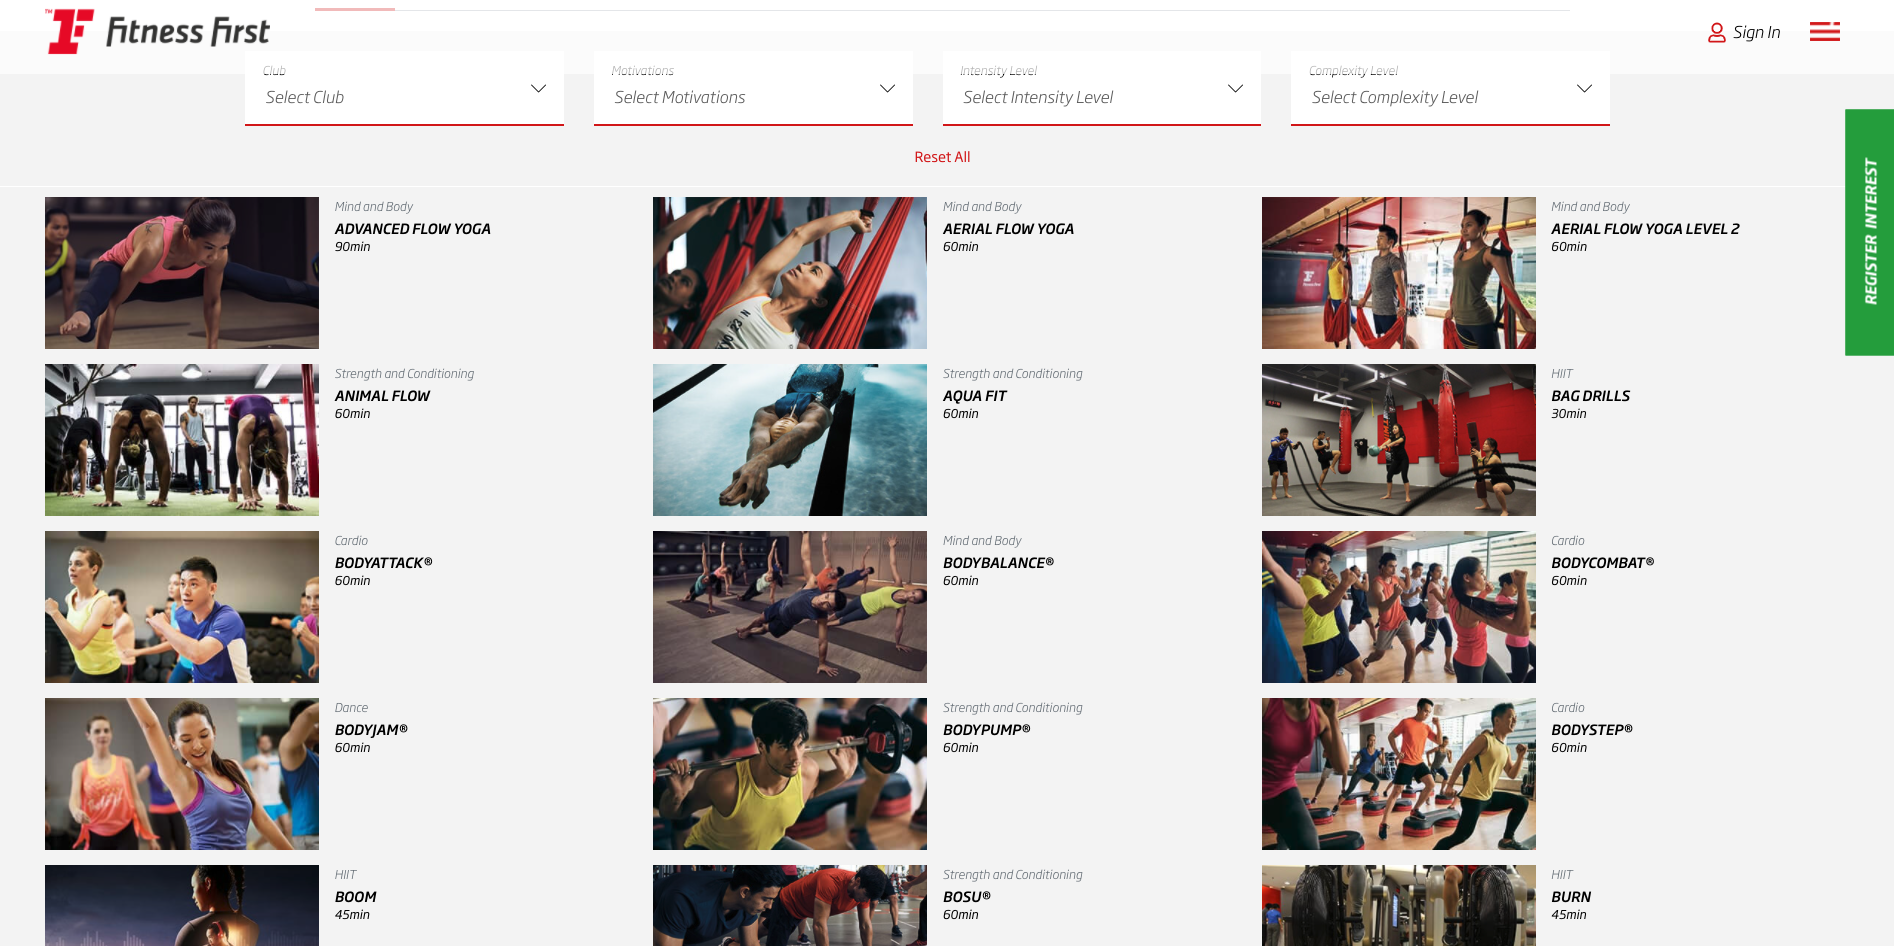 TM
Fitness First
Sign In
Club
Select Club
Motivations
Select Motivations
Intensity Level
Select Intensity Level
Complexity Level
Select Complexity Level
Reset All
REGISTER INTEREST
Mind and Body
ADVANCED FLOW YOGA
90min
Mind and Body
AERIAL FLOW YOGA
60min
Mind and Body
AERIAL FLOW YOGA LEVEL 2
60min
Strength and Conditioning
ANIMAL FLOW
60min
Strength and Conditioning
AQUA FIT
60min
HIIT
BAG DRILLS
30min
Cardio
BODYATTACK®
60min
Mind and Body
BODYBALANCE®
60min
Cardio
BODYCOMBAT®
60min
Dance
BODYJAM®
60min
Strength and Conditioning
BODYPUMP®
60min
Cardio
BODYSTEP®
60min
HIIT
BOOM
45min
Strength and Conditioning
BOSU®
60min
HIIT
BURN
45min